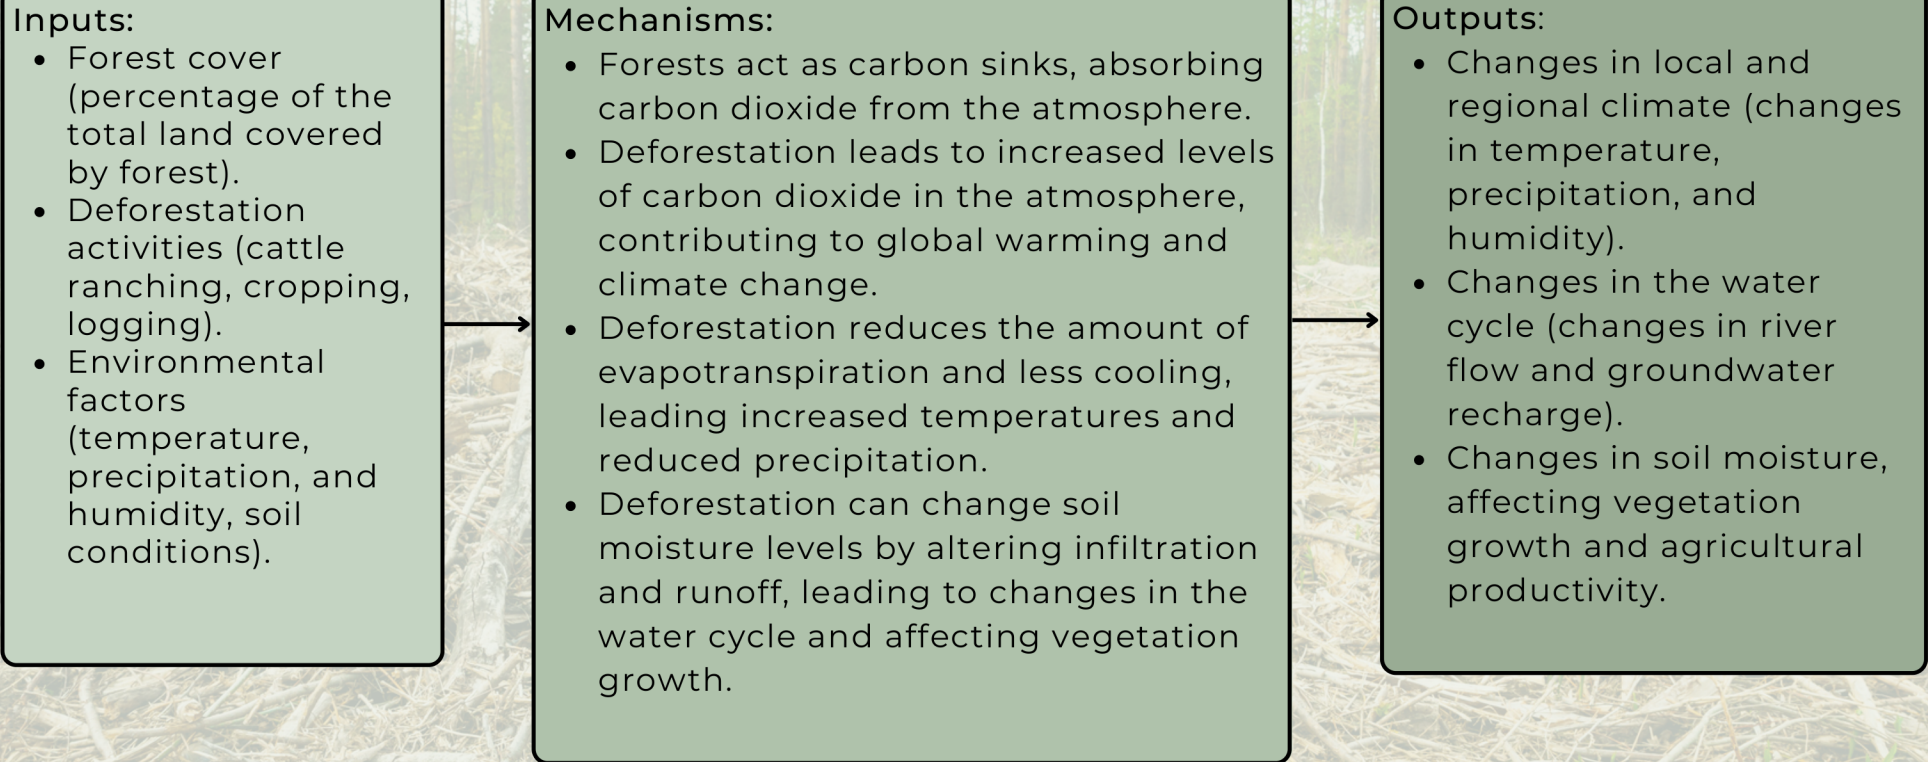 Inputs:
• Forest cover
(percentage of the
total land covered
by forest).
• Deforestation
activities (cattle
ranching, cropping,
logging).
• Environmental
factors
(temperature,
precipitation, and
humidity, soil
conditions).
Mechanisms:
• Forests act as carbon sinks, absorbing
carbon dioxide from the atmosphere.
• Deforestation leads to increased levels
of carbon dioxide in the atmosphere,
contributing to global warming and
climate change.
• Deforestation reduces the amount of
evapotranspiration and less cooling,
leading increased temperatures and
reduced precipitation.
• Deforestation can change soil
moisture levels by altering infiltration
and runoff, leading to changes in the
water cycle and affecting vegetation
growth.
Outputs:
• Changes in local and
regional climate (changes
in temperature,
precipitation, and
humidity).
• Changes in the water
cycle (changes in river
flow and groundwater
recharge).
• Changes in soil moisture,
affecting vegetation
growth and agricultural
productivity.